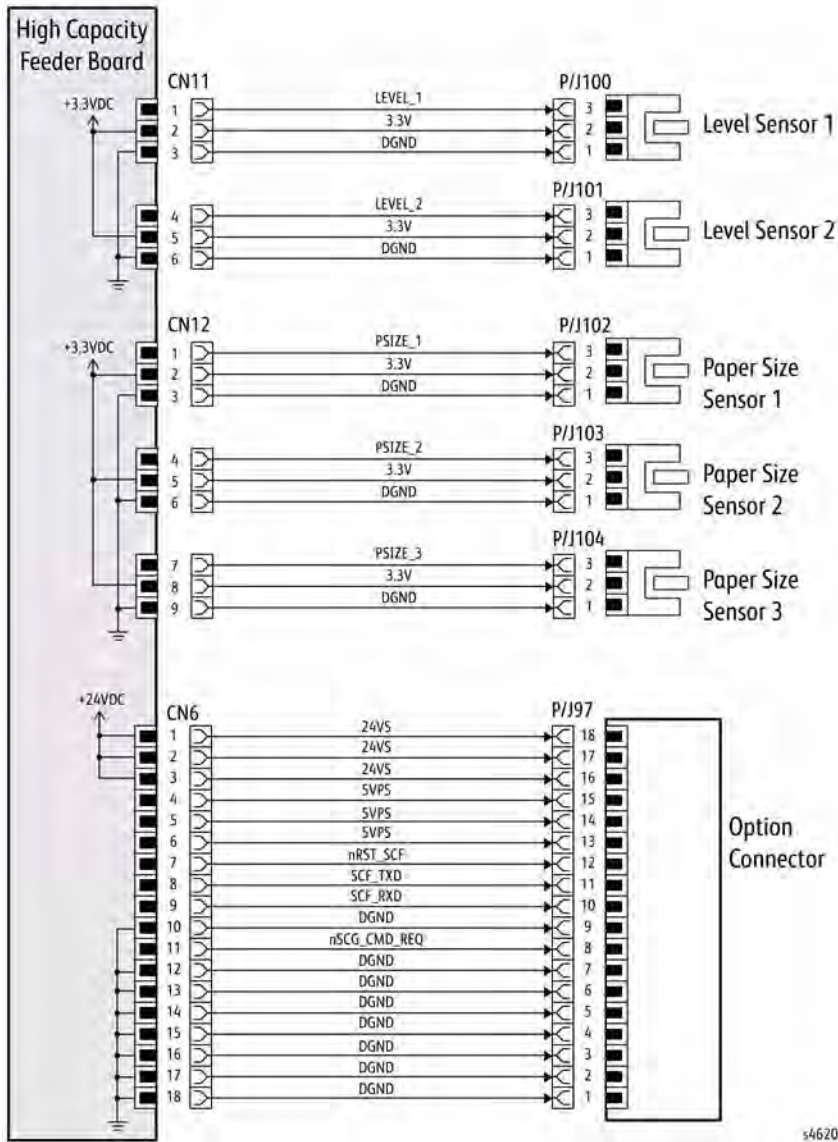 High Capacity
Feeder Board
CN11
P/J100
+3.3VDC
1 LEVEL_1 3
2 3.3V 2
3 DGND 1
Level Sensor 1
P/J101
4 LEVEL_2 3
5 3.3V 2
6 DGND 1
Level Sensor 2
CN12
P/J102
+3.3VDC
1 PSIZE_1 3
2 3.3V 2
3 DGND 1
Paper Size
Sensor 1
P/J103
4 PSIZE_2 3
5 3.3V 2
6 DGND 1
Paper Size
Sensor 2
P/J104
7 PSIZE_3 3
8 3.3V 2
9 DGND 1
Paper Size
Sensor 3
+24VDC
CN6
P/J97
1 24VS 18
2 24VS 17
3 24VS 16
4 5VPS 15
5 5VPS 14
6 5VPS 13
7 nRST_SCF 12
8 SCF_TXD 11
9 SCF_RXD 10
10 DGND 9
11 nSCG_CMD_REQ 8
12 DGND 7
13 DGND 6
14 DGND 5
15 DGND 4
16 DGND 3
17 DGND 2
18 DGND 1
Option
Connector
s4620